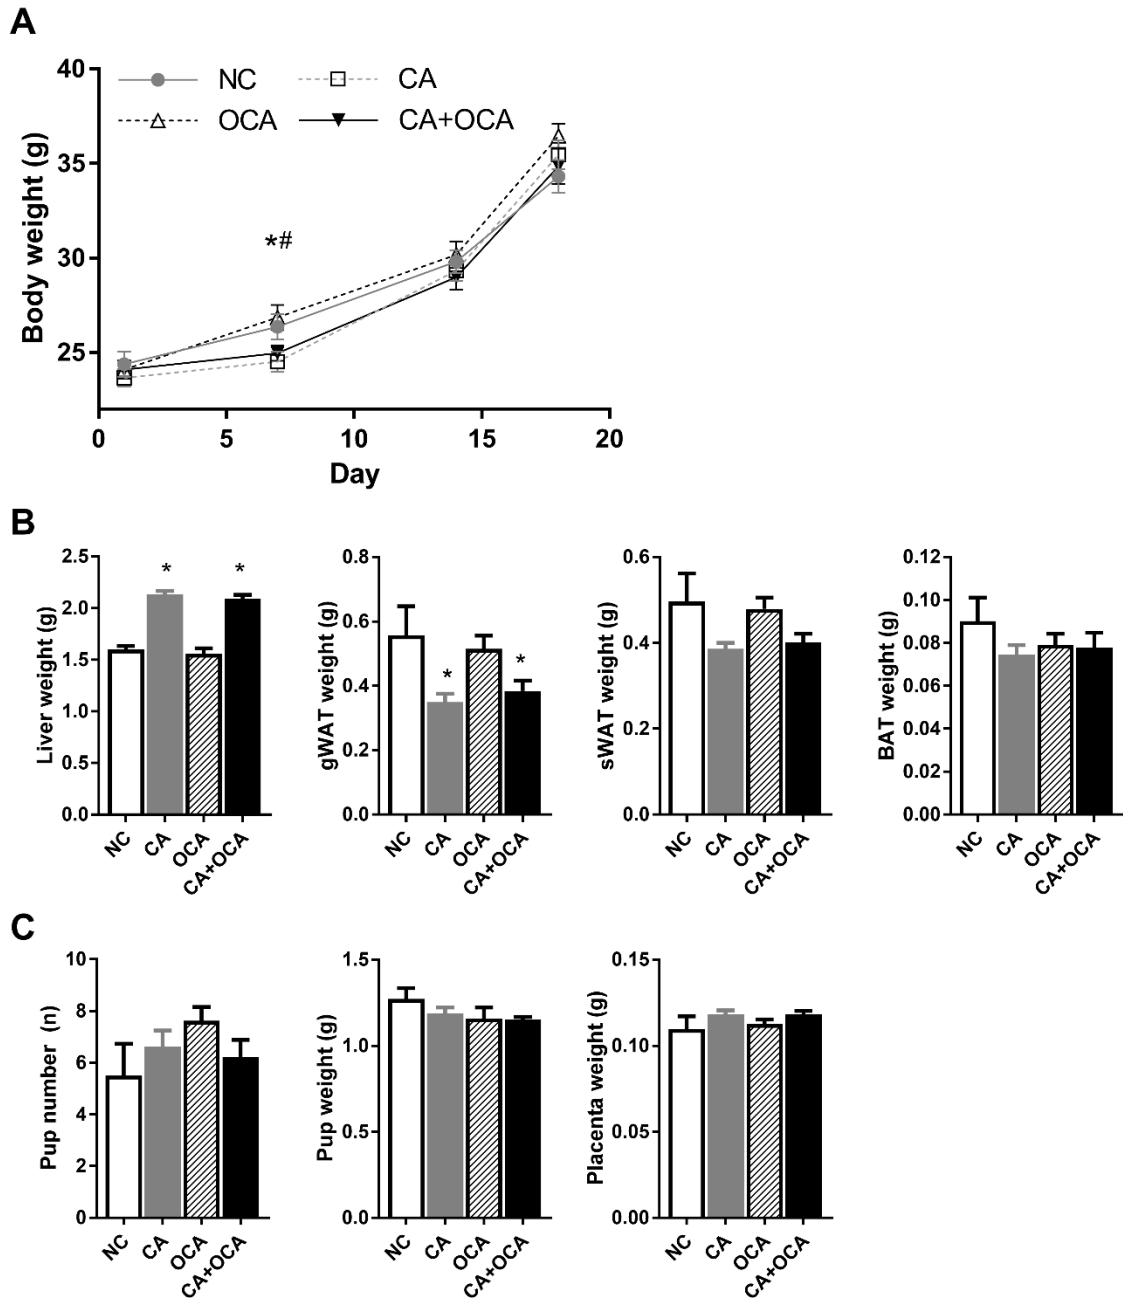 A
40
35
30
25
Body weight (g)
NC
CA
OCA
CA+OCA
*#
0 5 10 15 20
Day
B
2.5
2.0
1.5
1.0
0.5
0.0
Liver weight (g)
* *
NC CA OCA CA+OCA
0.8
0.6
0.4
0.2
0.0
gWAT weight (g)
* *
NC CA OCA CA+OCA
0.6
0.4
0.2
0.0
sWAT weight (g)
NC CA OCA CA+OCA
0.12
0.10
0.08
0.06
0.04
0.02
0.00
BAT weight (g)
NC CA OCA CA+OCA
C
10
8
6
4
2
0
Pup number (n)
NC CA OCA CA+OCA
1.5
1.0
0.5
0.0
Pup weight (g)
NC CA OCA CA+OCA
0.15
0.10
0.05
0.00
Placenta weight (g)
NC CA OCA CA+OCA